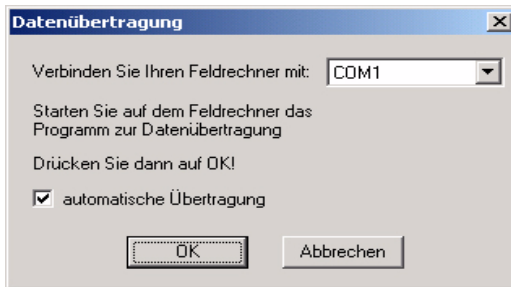 Datenübertragung
Verbinden Sie Ihren Feldrechner mit: COM1
Starten Sie auf dem Feldrechner das
Programm zur Datenübertragung
Drücken Sie dann auf OK!
automatische Übertragung
OK Abbrechen